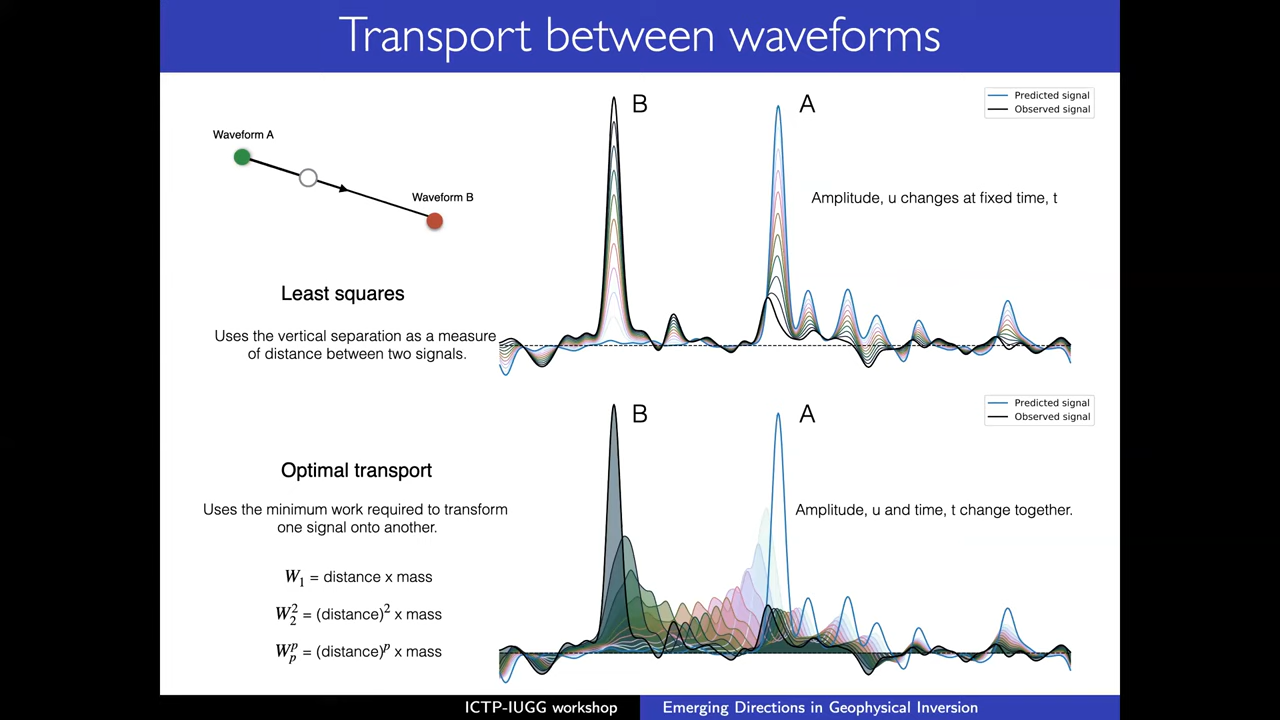 Transport between waveforms
Waveform A
Waveform B
Least squares
Uses the vertical separation as a measure
of distance between two signals.
B
A
Predicted signal
Observed signal
Amplitude, u changes at fixed time, t
Optimal transport
Uses the minimum work required to transform
one signal onto another.
W₁ = distance x mass
W₂² = (distance)² x mass
Wₚᵖ = (distance)ᵖ x mass
B
A
Predicted signal
Observed signal
Amplitude, u and time, t change together.
ICTP-IUGG workshop
Emerging Directions in Geophysical Inversion